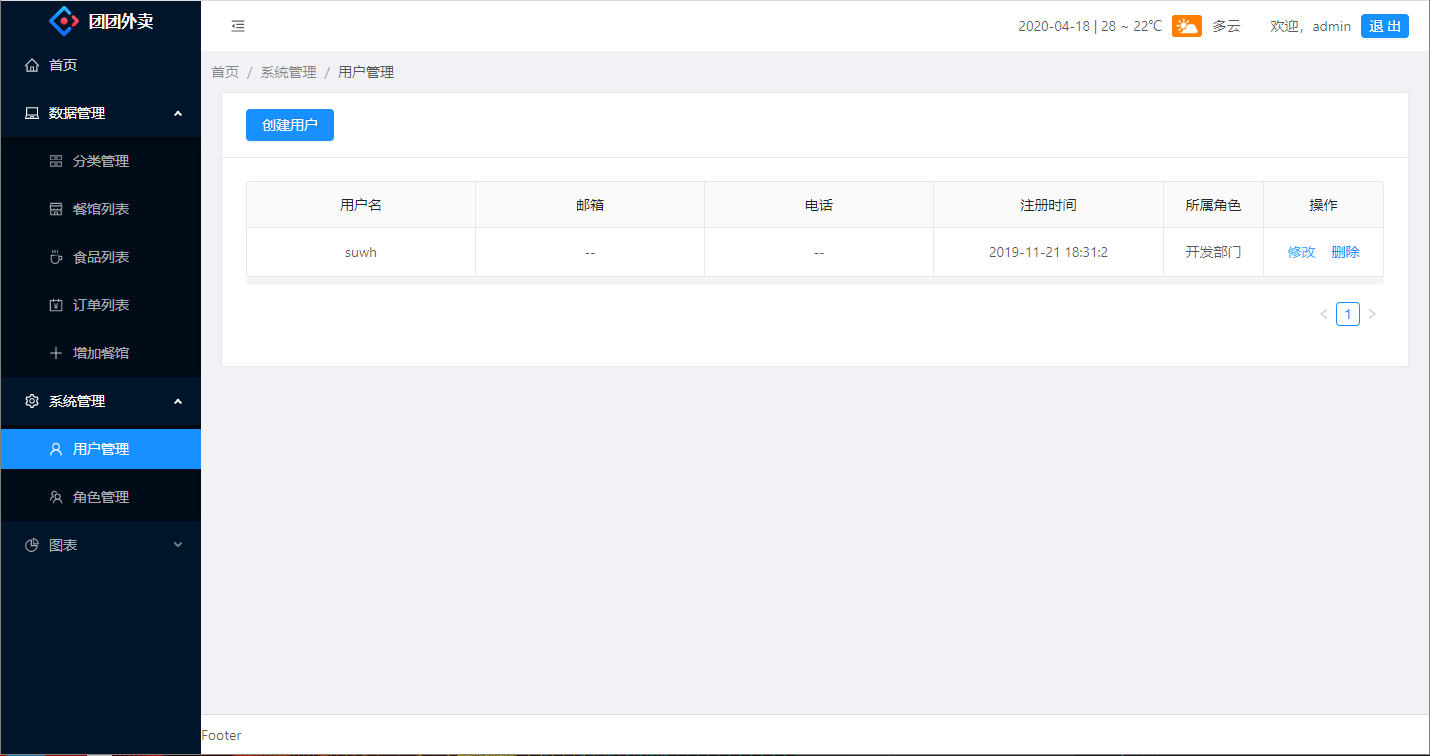 团团外卖
2020-04-18 | 28 ~ 22℃ 多云 欢迎，admin 退 出
首页
数据管理
分类管理
餐馆列表
食品列表
订单列表
增加餐馆
系统管理
用户管理
角色管理
图表
首页 / 系统管理 / 用户管理
创建用户
用户名 邮箱 电话 注册时间 所属角色 操作
suwh -- -- 2019-11-21 18:31:2 开发部门 修改 删除
< 1 >
Footer